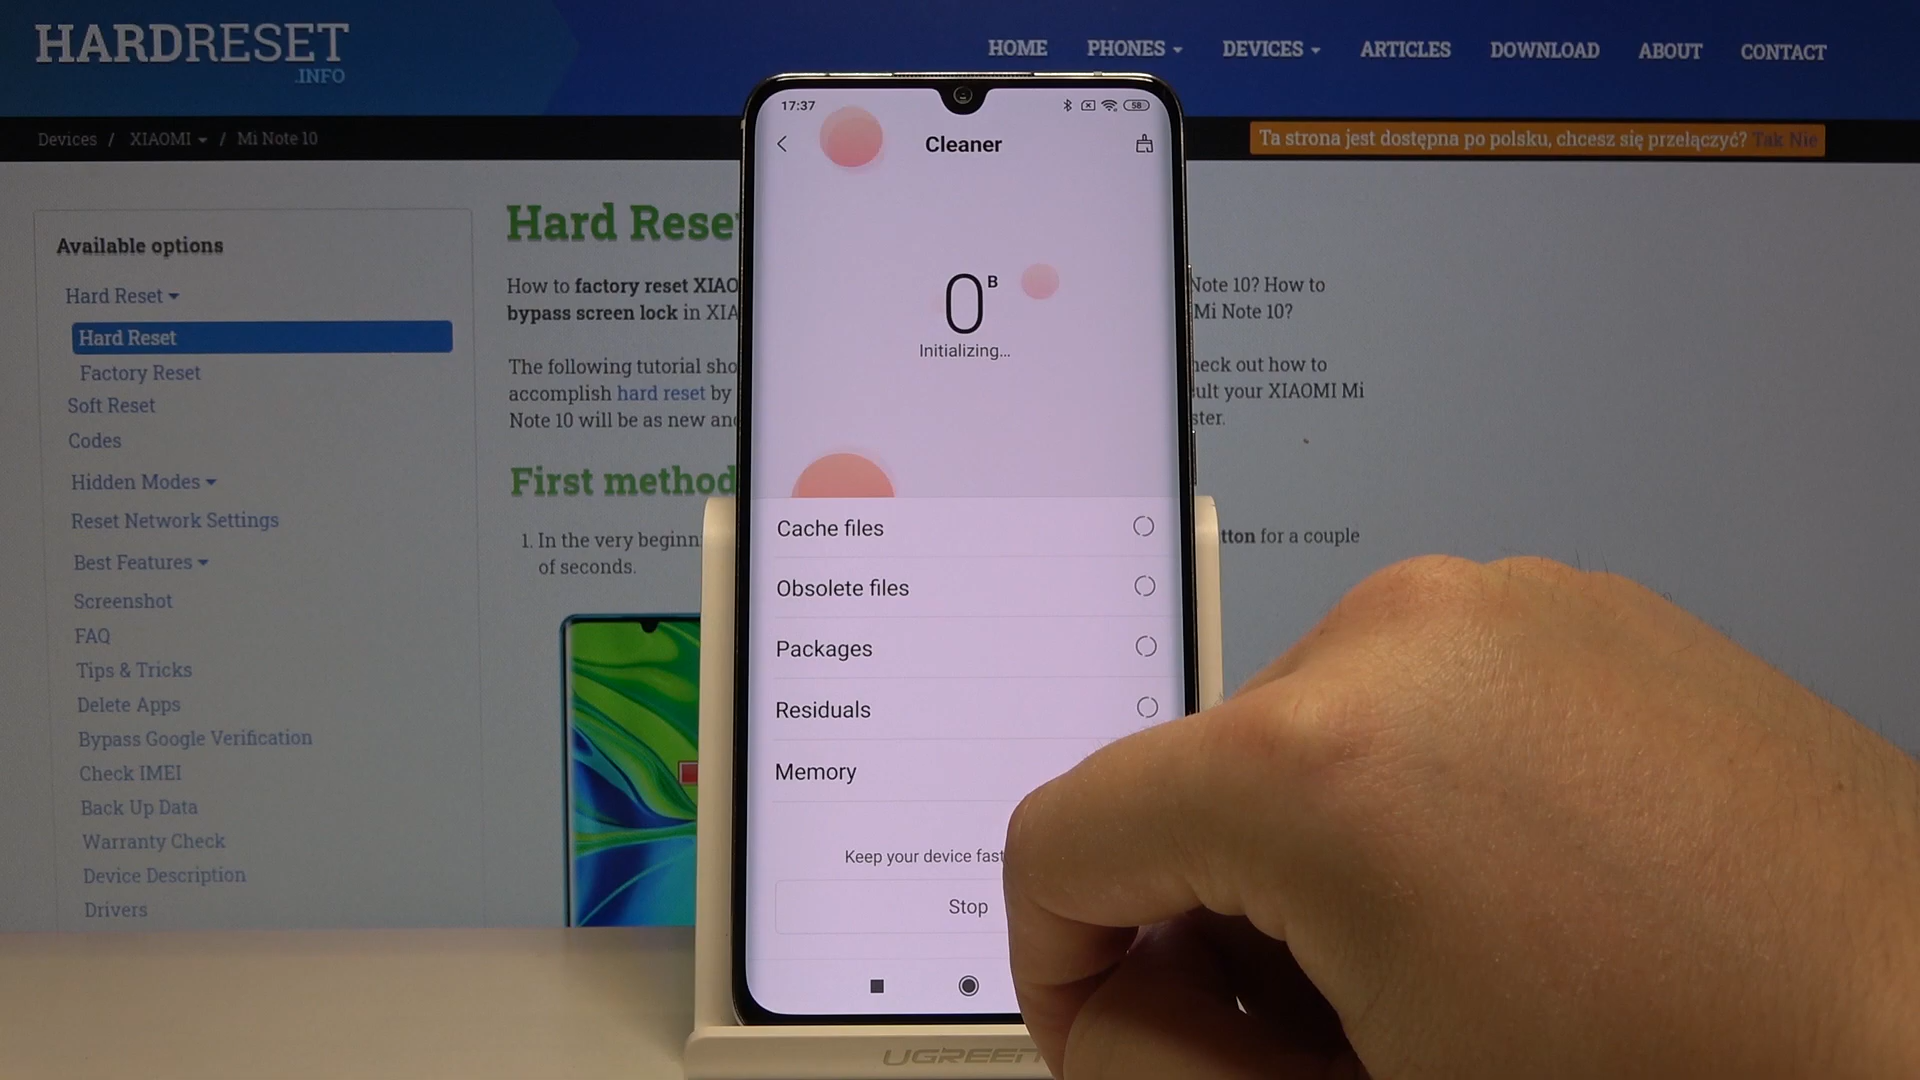 HARDRESET
.INFO
HOME PHONES DEVICES ARTICLES DOWNLOAD ABOUT CONTACT
Devices / XIAOMI / Mi Note 10
Ta strona jest dostępna po polsku, chcesz się przełączyć? Tak Nie
Available options
Hard Reset
Hard Reset
Factory Reset
Soft Reset
Codes
Hidden Modes
Reset Network Settings
Best Features
Screenshot
FAQ
Tips & Tricks
Delete Apps
Bypass Google Verification
Check IMEI
Back Up Data
Warranty Check
Device Description
Drivers
Hard Rese
How to factory reset XIAO
Note 10? How to
bypass screen lock in XIA
Mi Note 10?
The following tutorial sho
heck out how to
accomplish hard reset by
ult your XIAOMI Mi
Note 10 will be as new an
ster.
First method
1. In the very beginn
tton for a couple
of seconds.
17:37
58
Cleaner
0 B
Initializing...
Cache files
Obsolete files
Packages
Residuals
Memory
Keep your device fast
Stop
UGREEN